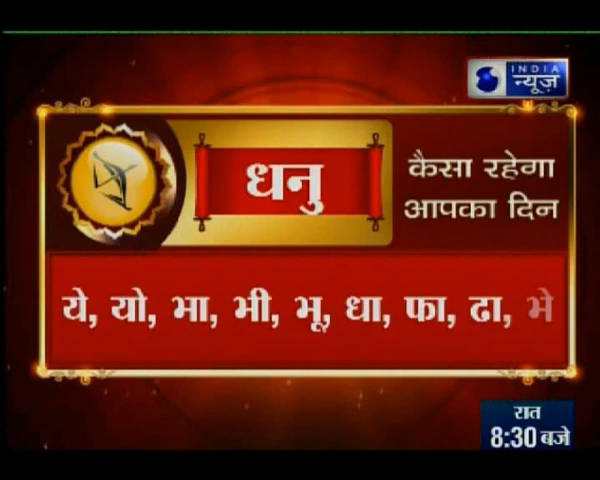 INDIA
न्यूज़
धनु
कैसा रहेगा
आपका दिन
ये, यो, भा, भी, भू, धा, फा, ढा, भे
रात
8:30 बजे